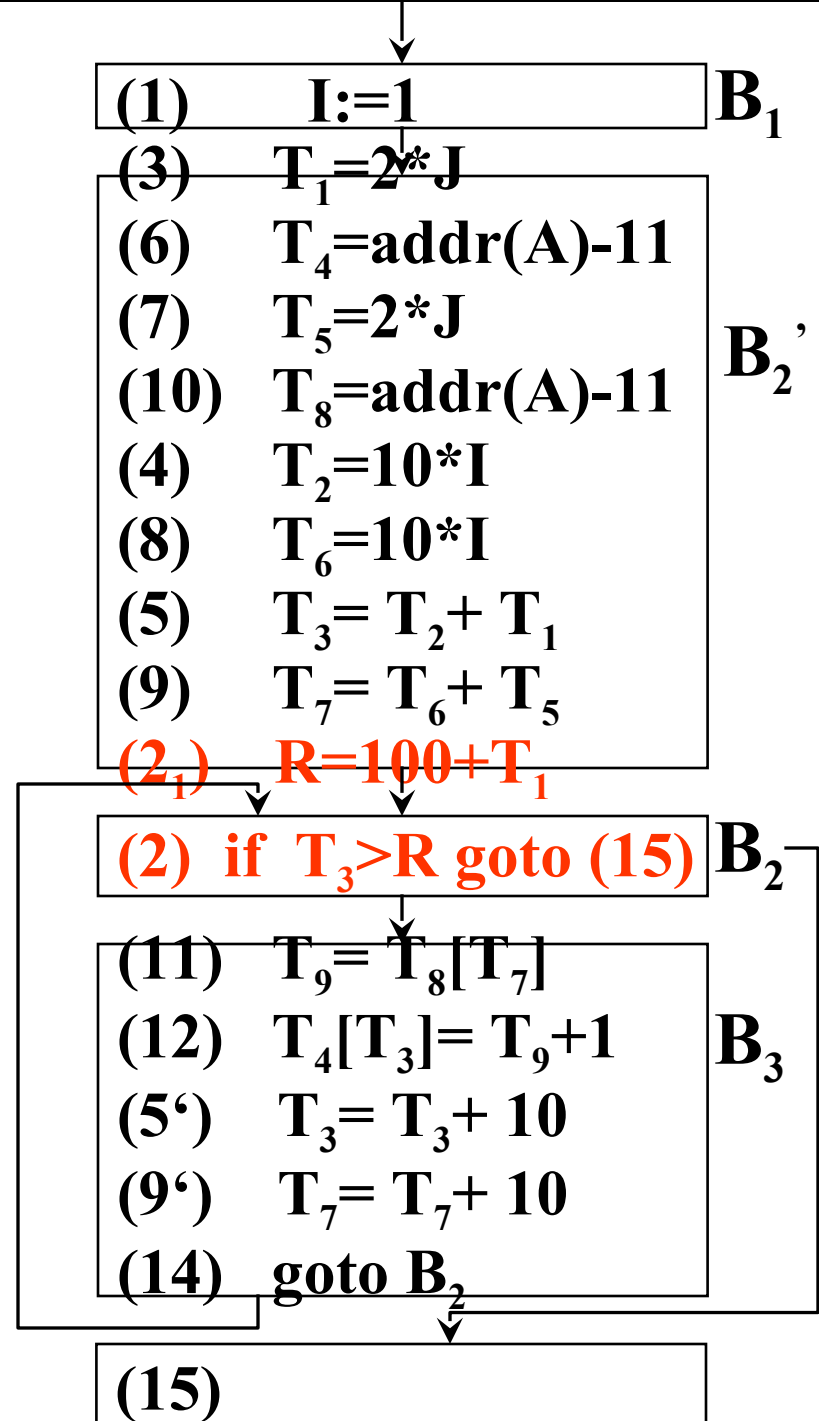 (1) I:=1 B₁
(3) T₁=2*J
(6) T₄=addr(A)-11
(7) T₅=2*J
B₂’
(10) T₈=addr(A)-11
(4) T₂=10*I
(8) T₆=10*I
(5) T₃= T₂+ T₁
(9) T₇= T₆+ T₅
(2₁) R=100+T₁
(2) if T₃>R goto (15) B₂
(11) T₉= T₈[T₇]
(12) T₄[T₃]= T₉+1 B₃
(5‘) T₃= T₃+ 10
(9‘) T₇= T₇+ 10
(14) goto B₂
(15)